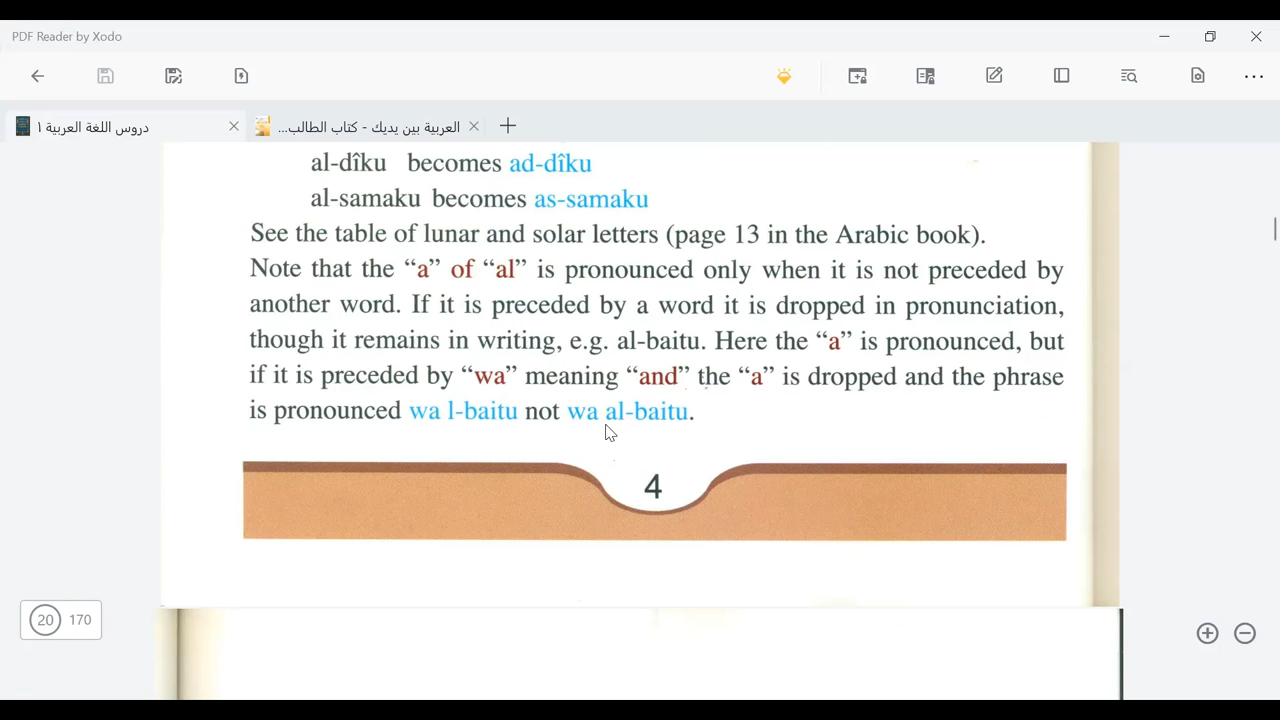 PDF Reader by Xodo
دروس اللغة العربية ١
العربية بين يديك - كتاب الطالب...
al-dîku becomes ad-dîku
al-samaku becomes as-samaku
See the table of lunar and solar letters (page 13 in the Arabic book).
Note that the “a” of “al” is pronounced only when it is not preceded by
another word. If it is preceded by a word it is dropped in pronunciation,
though it remains in writing, e.g. al-baitu. Here the “a” is pronounced, but
if it is preceded by “wa” meaning “and” the “a” is dropped and the phrase
is pronounced wa l-baitu not wa al-baitu.
4
20 170